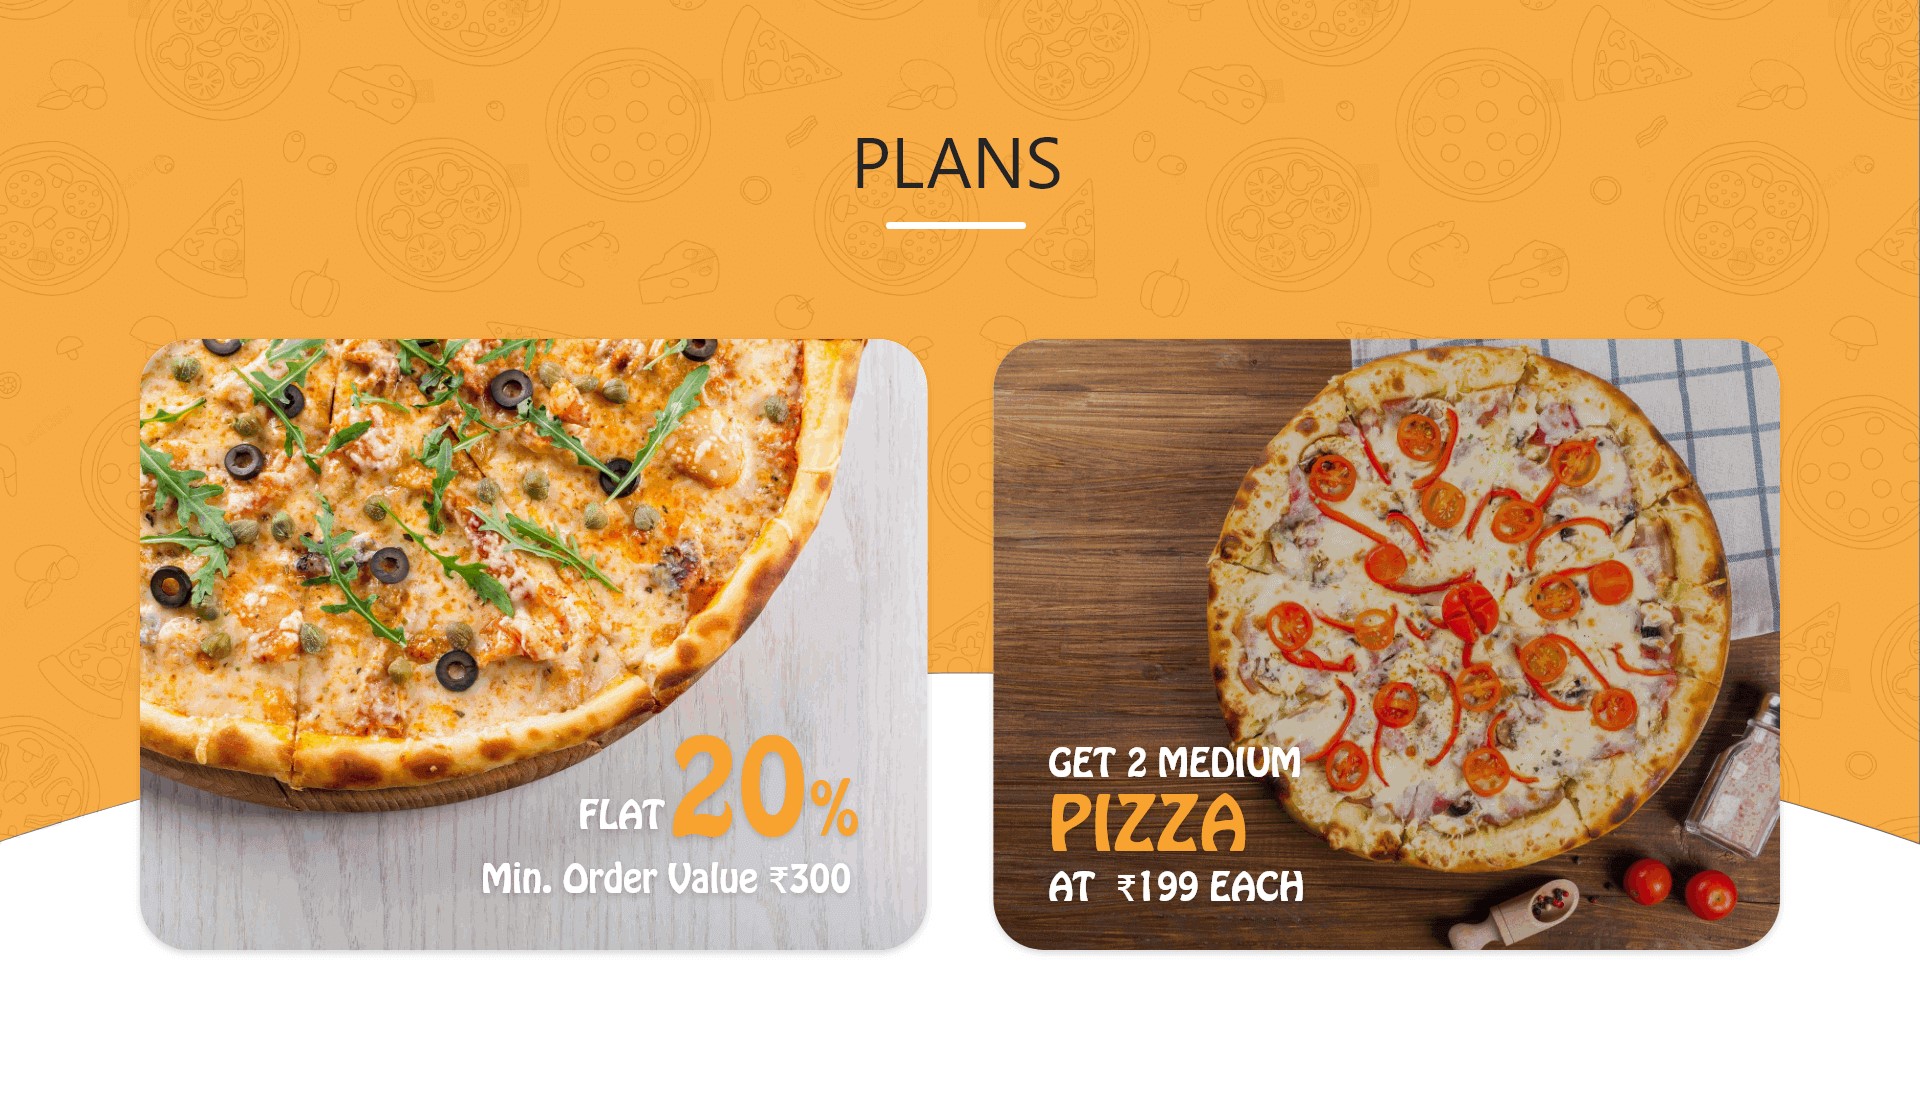 PLANS
FLAT 20%
Min. Order Value ₹300
GET 2 MEDIUM
PIZZA
AT ₹199 EACH